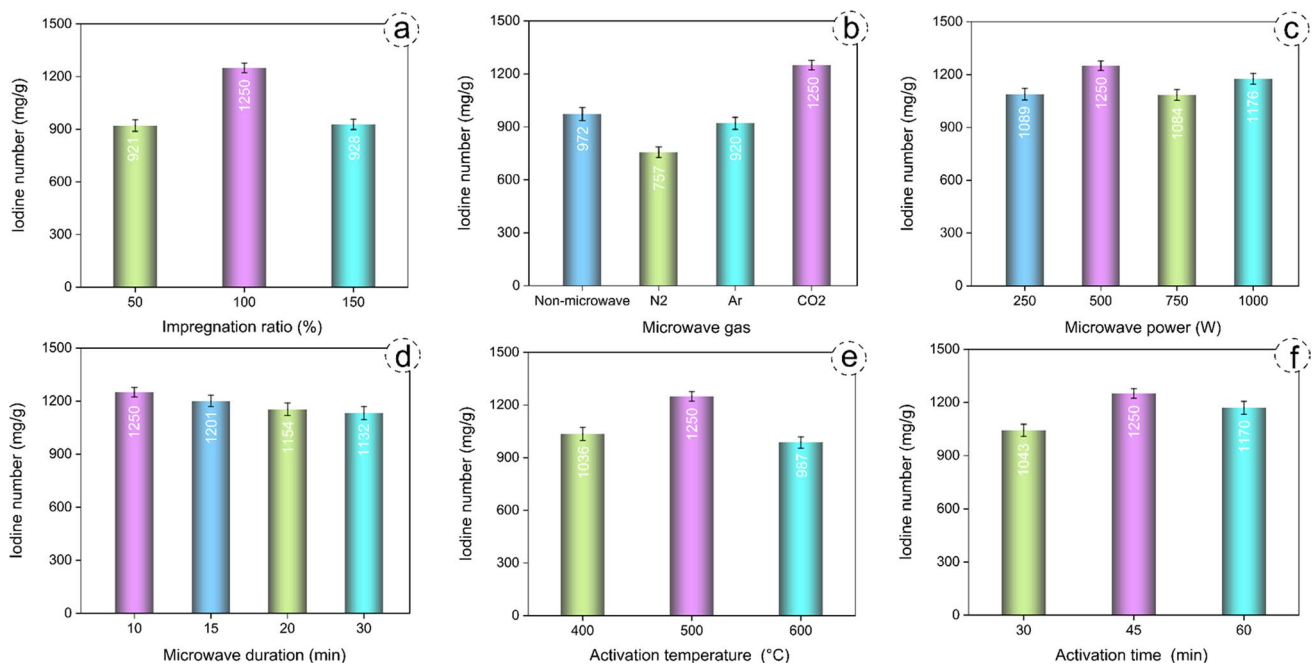 a
Iodine number (mg/g)
1500
1200
900
600
300
0
921
1250
928
50 100 150
Impregnation ratio (%)
b
Iodine number (mg/g)
1500
1200
900
600
300
0
972
757
920
1250
Non-microwave N2 Ar CO2
Microwave gas
c
Iodine number (mg/g)
1500
1200
900
600
300
0
1089
1250
1084
1176
250 500 750 1000
Microwave power (W)
d
Iodine number (mg/g)
1500
1200
900
600
300
0
1250
1201
1154
1132
10 15 20 30
Microwave duration (min)
e
Iodine number (mg/g)
1500
1200
900
600
300
0
1036
1250
987
400 500 600
Activation temperature (°C)
f
Iodine number (mg/g)
1500
1200
900
600
300
0
1043
1250
1170
30 45 60
Activation time (min)